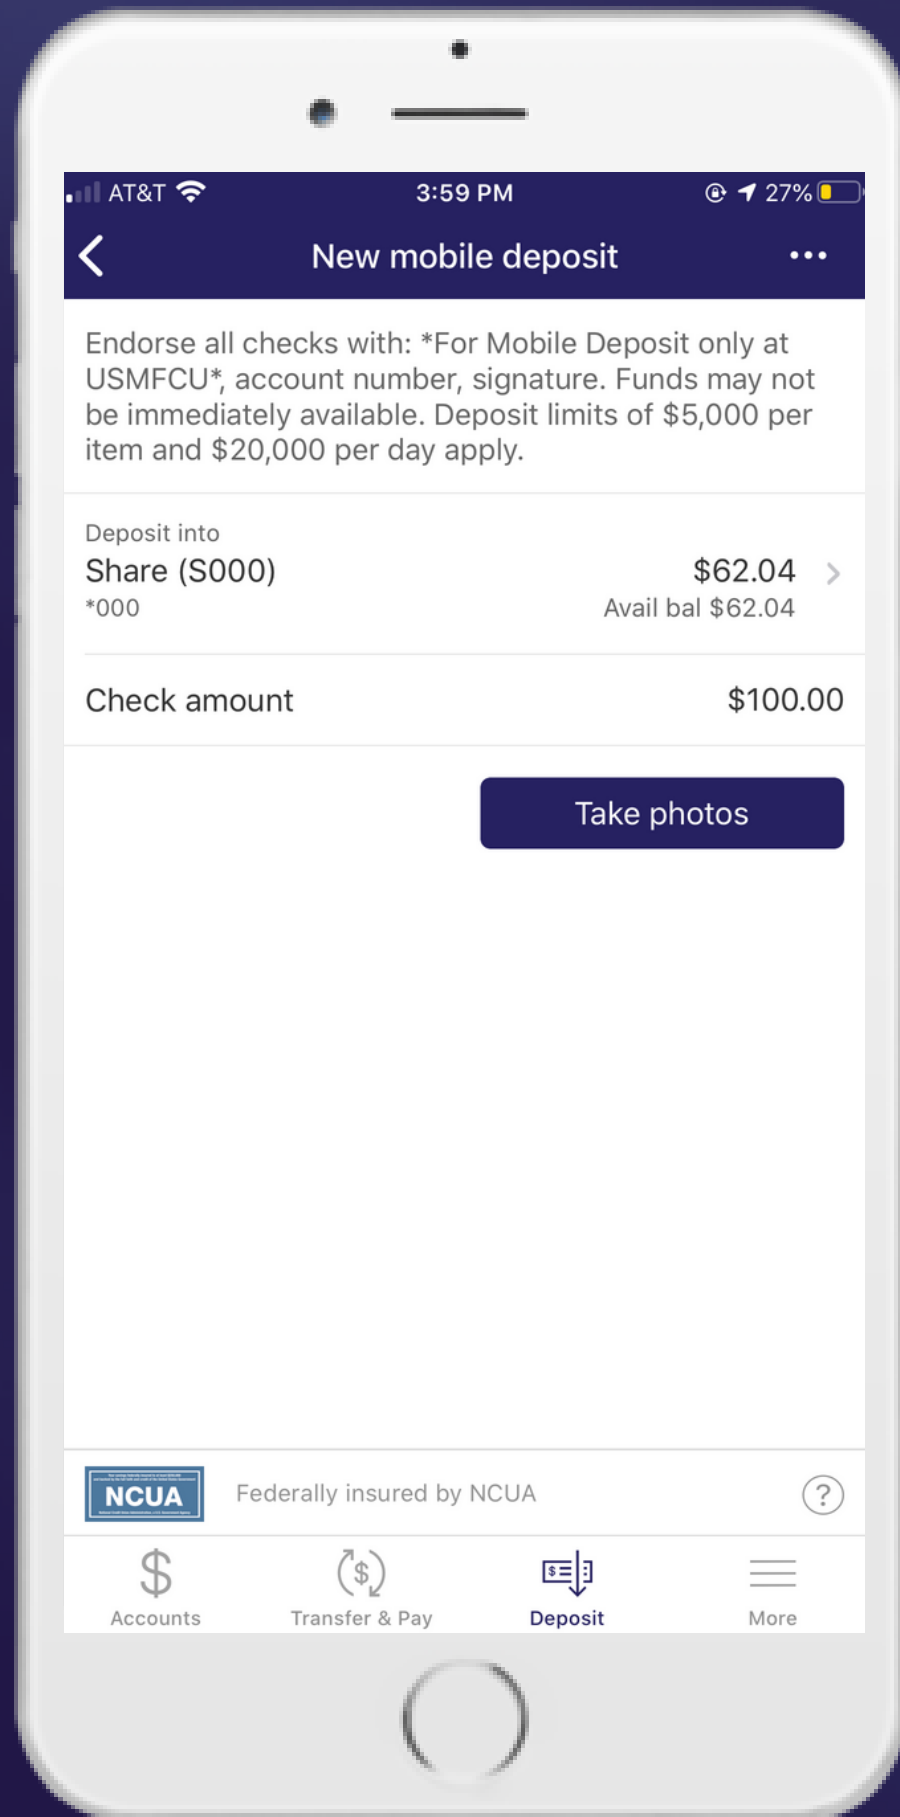 AT&T 3:59 PM 27%
New mobile deposit
Endorse all checks with: *For Mobile Deposit only at
USMFCU*, account number, signature. Funds may not
be immediately available. Deposit limits of $5,000 per
item and $20,000 per day apply.
Deposit into
Share (S000) $62.04
*000 Avail bal $62.04
Check amount $100.00
Take photos
NCUA Federally insured by NCUA ?
$ $ $
Accounts Transfer & Pay Deposit More